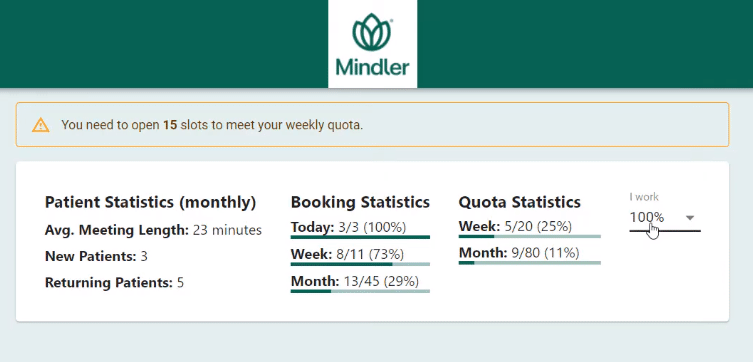 Mindler
You need to open 15 slots to meet your weekly quota.
Patient Statistics (monthly)
Avg. Meeting Length: 23 minutes
New Patients: 3
Returning Patients: 5
Booking Statistics
Today: 3/3 (100%)
Week: 8/11 (73%)
Month: 13/45 (29%)
Quota Statistics
Week: 5/20 (25%)
Month: 9/80 (11%)
I work
100%